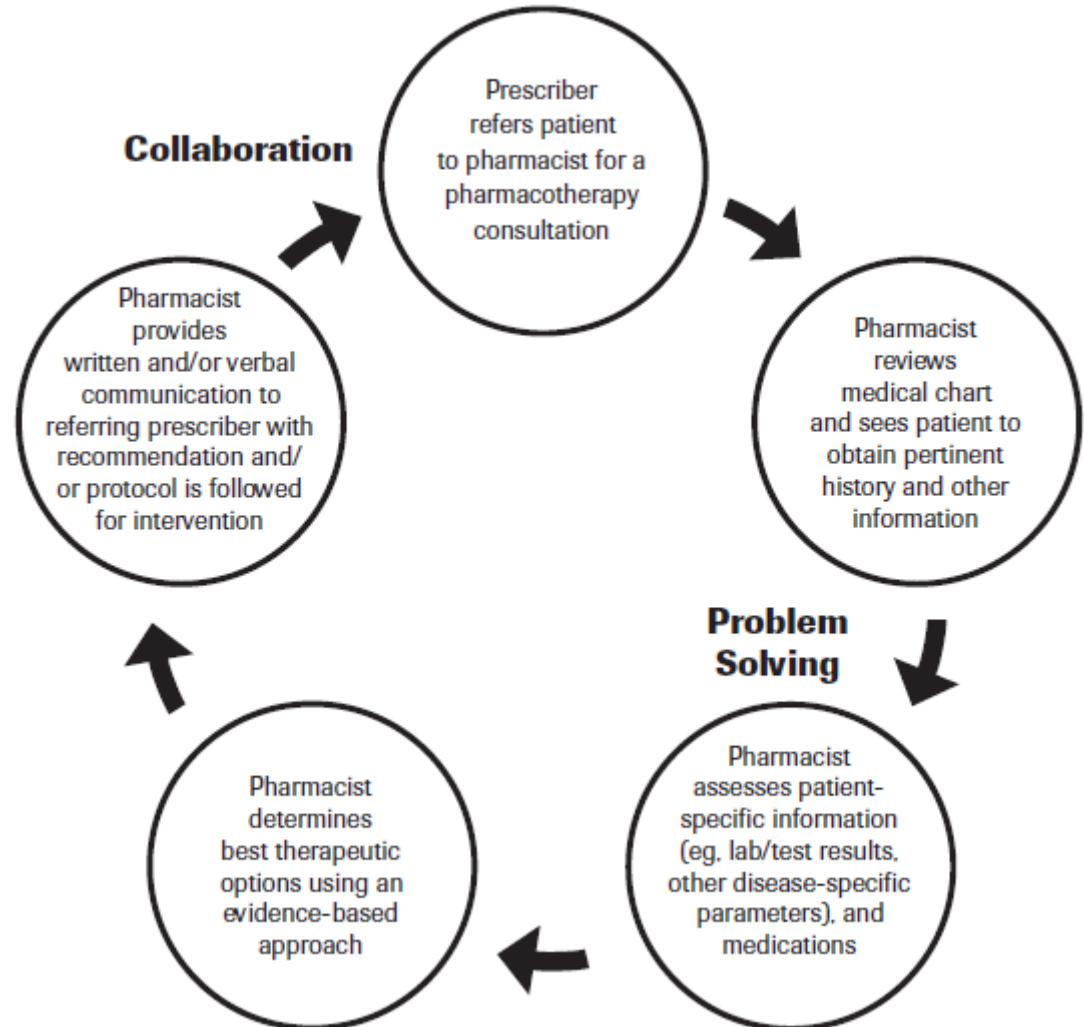 Collaboration
Prescriber
refers patient
to pharmacist for a
pharmacotherapy
consultation
Pharmacist
reviews
medical chart
and sees patient to
obtain pertinent
history and other
information
Problem
Solving
Pharmacist
assesses patient-
specific information
(eg, lab/test results,
other disease-specific
parameters), and
medications
Pharmacist
determines
best therapeutic
options using an
evidence-based
approach
Pharmacist
provides
written and/or verbal
communication to
referring prescriber with
recommendation and/
or protocol is followed
for intervention